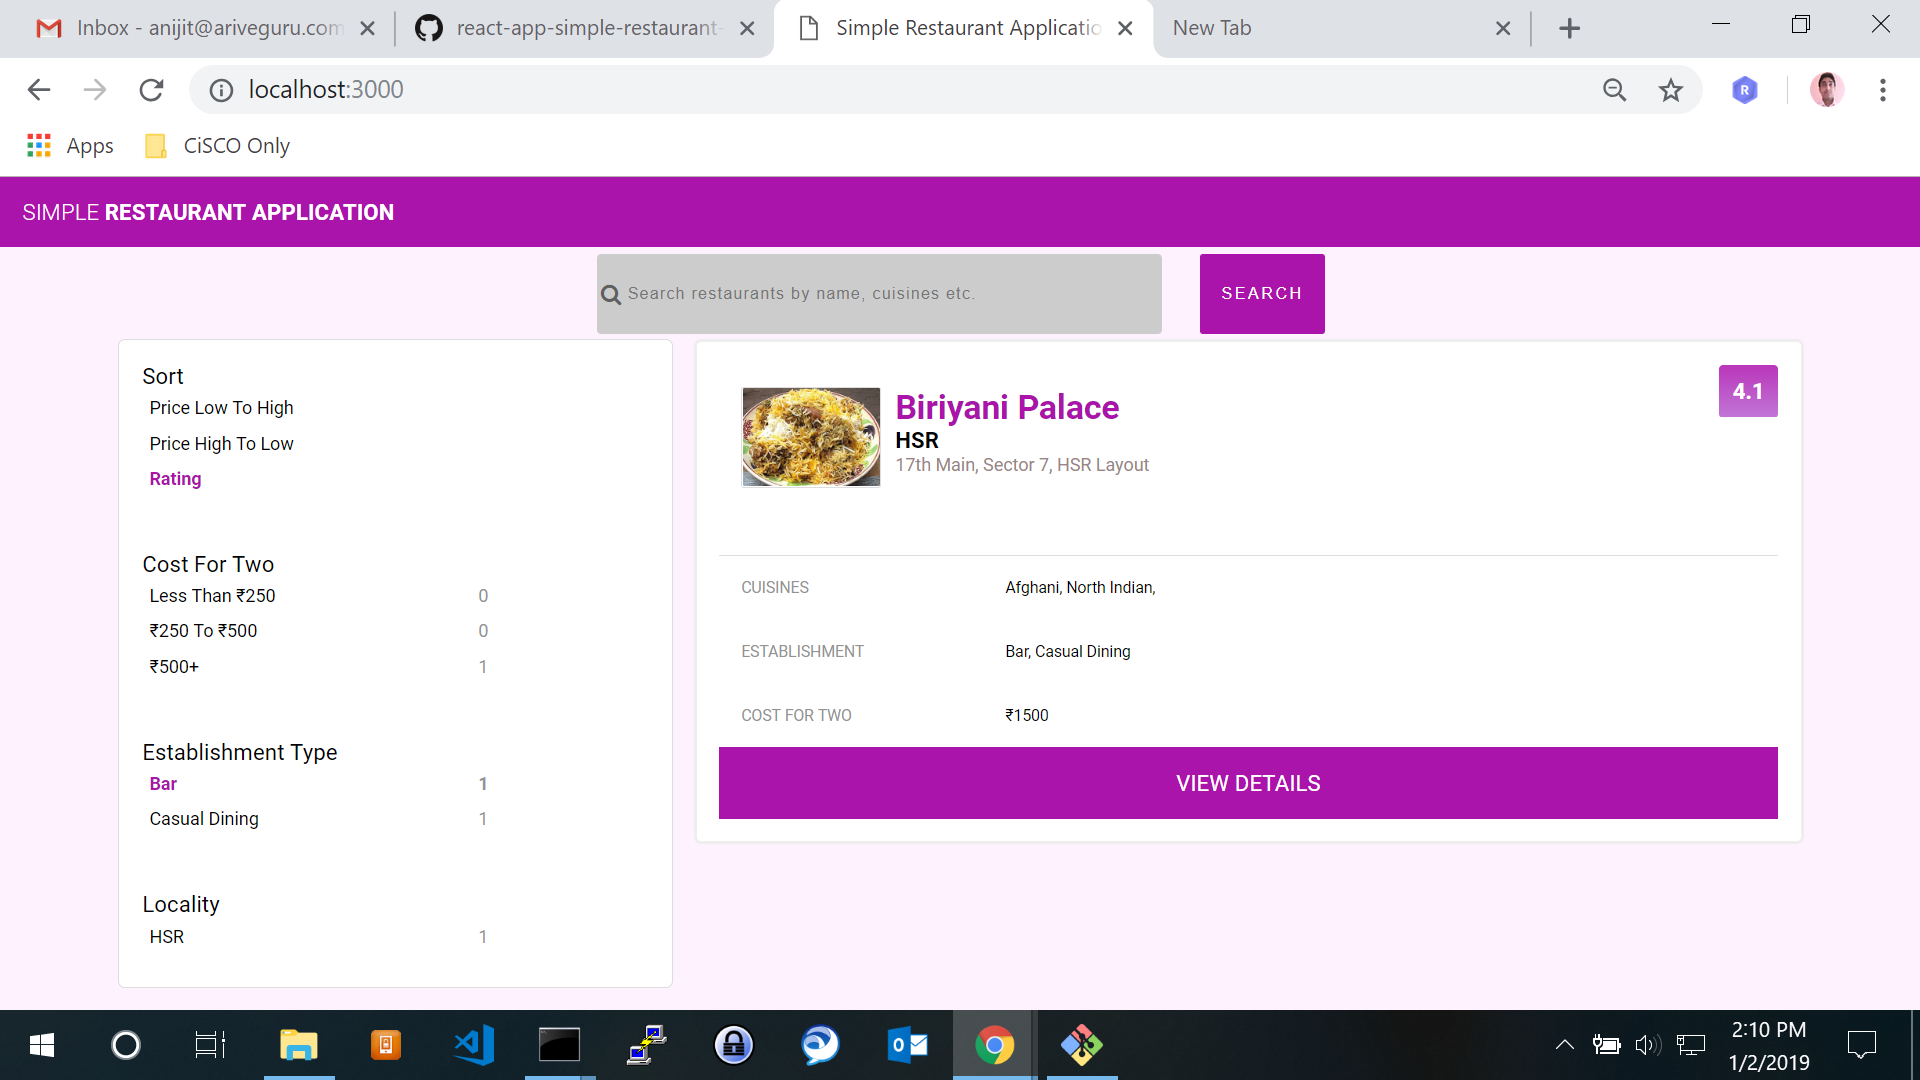 Inbox - anijit@ariveguru.com
react-app-simple-restaurant-
Simple Restaurant Applicatio
New Tab
localhost:3000
R
Apps
CiSCO Only
SIMPLE RESTAURANT APPLICATION
Search restaurants by name, cuisines etc.
SEARCH
Sort
Price Low To High
Price High To Low
Rating
Cost For Two
Less Than ₹250 0
₹250 To ₹500 0
₹500+ 1
Establishment Type
Bar 1
Casual Dining 1
Locality
HSR 1
4.1
Biriyani Palace
HSR
17th Main, Sector 7, HSR Layout
CUISINES Afghani, North Indian,
ESTABLISHMENT Bar, Casual Dining
COST FOR TWO ₹1500
VIEW DETAILS
2:10 PM
1/2/2019